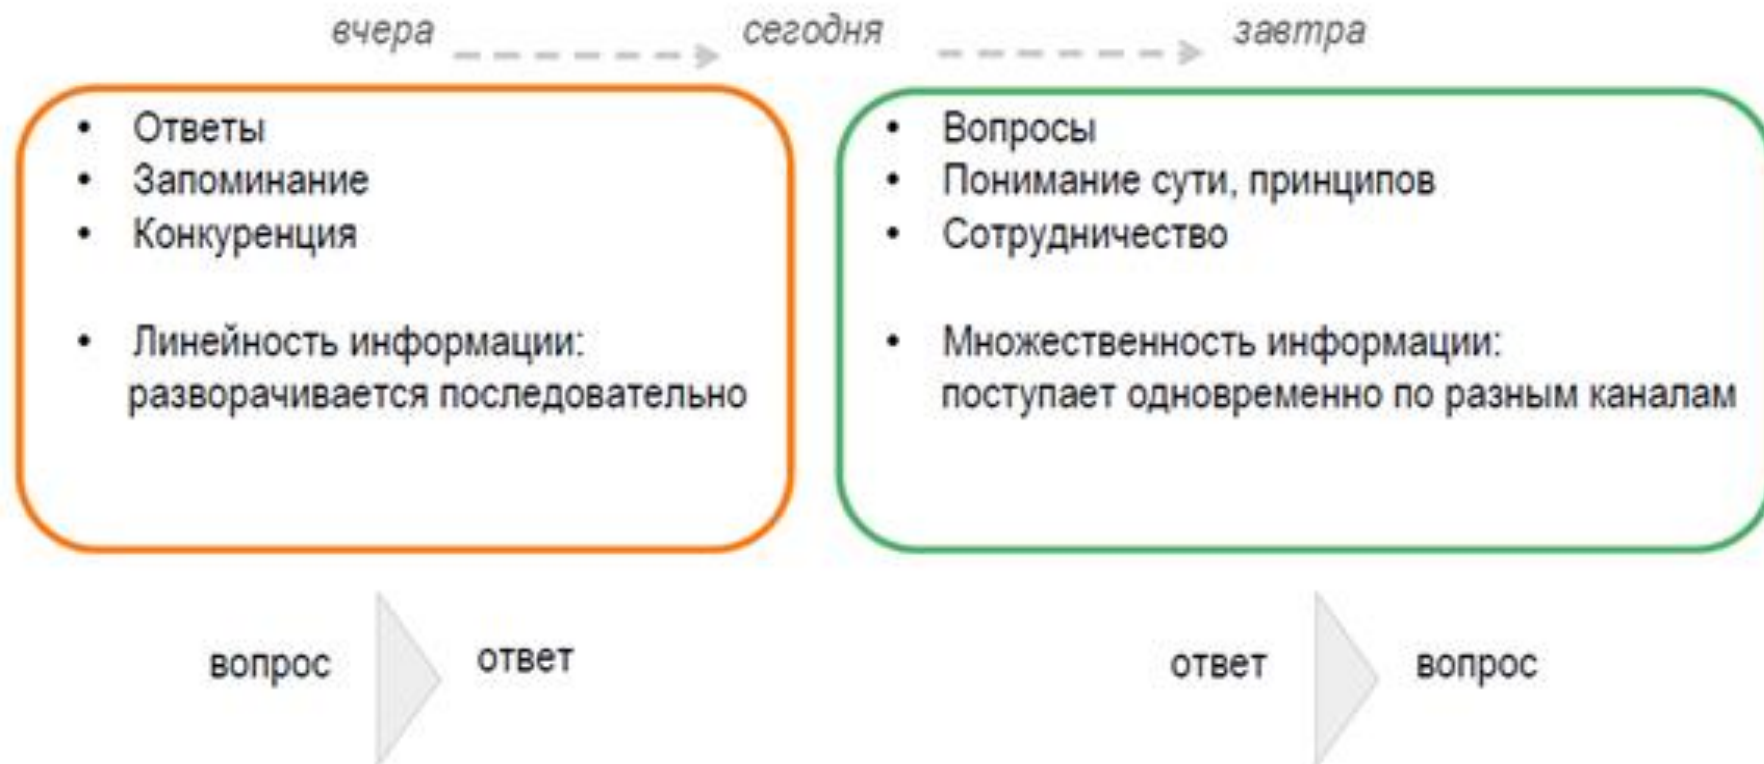 вчера сегодня завтра
• Ответы
• Запоминание
• Конкуренция
• Линейность информации:
разворачивается последовательно
• Вопросы
• Понимание сути, принципов
• Сотрудничество
• Множественность информации:
поступает одновременно по разным каналам
вопрос ответ
ответ вопрос